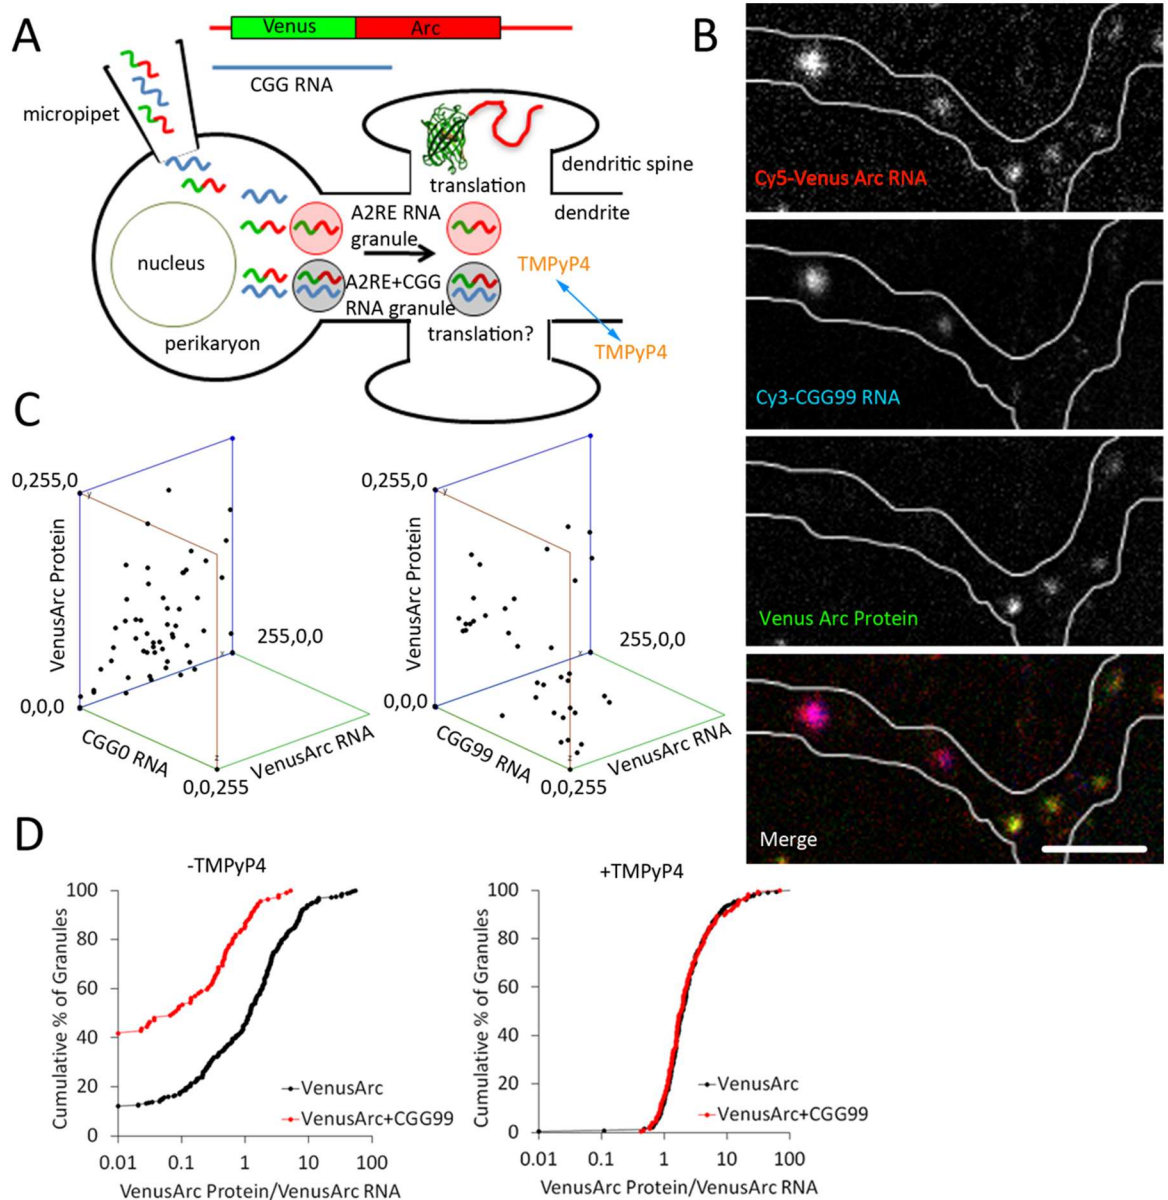 A
Venus
Arc
CGG RNA
micropipet
dendritic spine
translation
dendrite
A2RE RNA
granule
nucleus
TMPyP4
A2RE+CGG
RNA granule
translation?
perikaryon
TMPyP4
B
Cy5-Venus Arc RNA
Cy3-CGG99 RNA
Venus Arc Protein
Merge
C
0,255,0
y
VenusArc Protein
255,0,0
x
0,0,0
CGG0 RNA
VenusArc RNA
z
0,0,255
0,255,0
y
VenusArc Protein
255,0,0
x
0,0,0
CGG99 RNA
VenusArc RNA
z
0,0,255
D
-TMPyP4
Cumulative % of Granules
100
80
60
40
20
0
VenusArc
VenusArc+CGG99
0.01 0.1 1 10 100
VenusArc Protein/VenusArc RNA
+TMPyP4
Cumulative % of Granules
100
80
60
40
20
0
VenusArc
VenusArc+CGG99
0.01 0.1 1 10 100
VenusArc Protein/VenusArc RNA